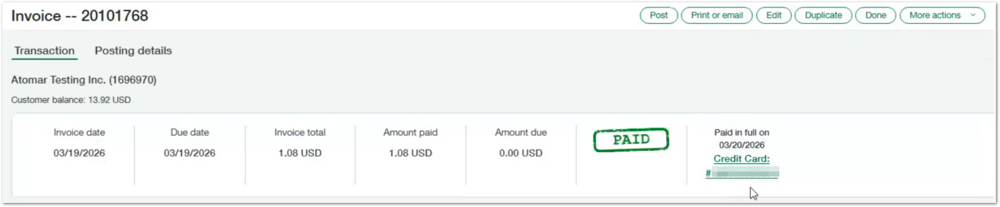 Invoice -- 20101768
Post
Print or email
Edit
Duplicate
Done
More actions
Transaction
Posting details
Atomar Testing Inc. (1696970)
Customer balance: 13.92 USD
Invoice date
03/19/2026
Due date
03/19/2026
Invoice total
1.08 USD
Amount paid
1.08 USD
Amount due
0.00 USD
PAID
Paid in full on
03/20/2026
Credit Card:
#